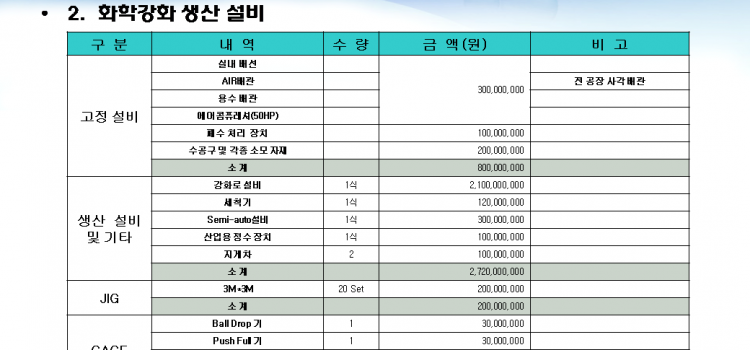 • 2. 화학강화 생산 설비
구 분 내 역 수 량 금 액(원) 비 고
고정 설비
실내 배선
AIR배관 전 공장 사각 배관
용수 배관
에어콤퓨레셔(50HP)
300,000,000
폐수 처리 장치 100,000,000
수공구 및 각종 소모 자재 200,000,000
소 계 800,000,000
생산 설비
및 기타
강화로 설비 1식 2,100,000,000
세척기 1식 120,000,000
Semi-auto설비 1식 300,000,000
산업용 정수 장치 1식 100,000,000
지게차 2 100,000,000
소 계 2,720,000,000
JIG
3M*3M 20 Set 200,000,000
소 계 200,000,000
Ball Drop 기 1 30,000,000
Push Full 기 1 30,000,000